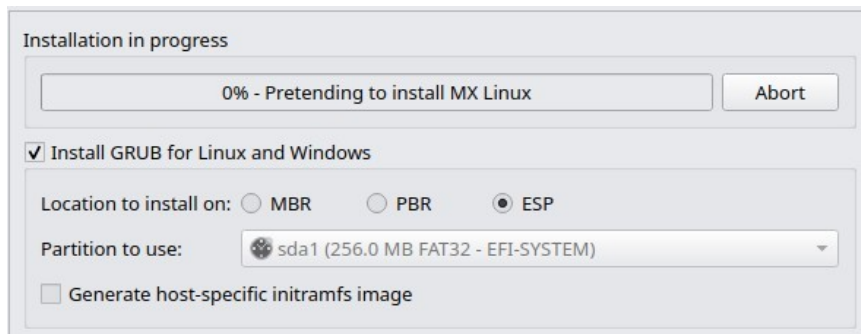 Installation in progress
0% - Pretending to install MX Linux Abort
Install GRUB for Linux and Windows
Location to install on: MBR PBR ESP
Partition to use: sda1 (256.0 MB FAT32 - EFI-SYSTEM)
Generate host-specific initramfs image